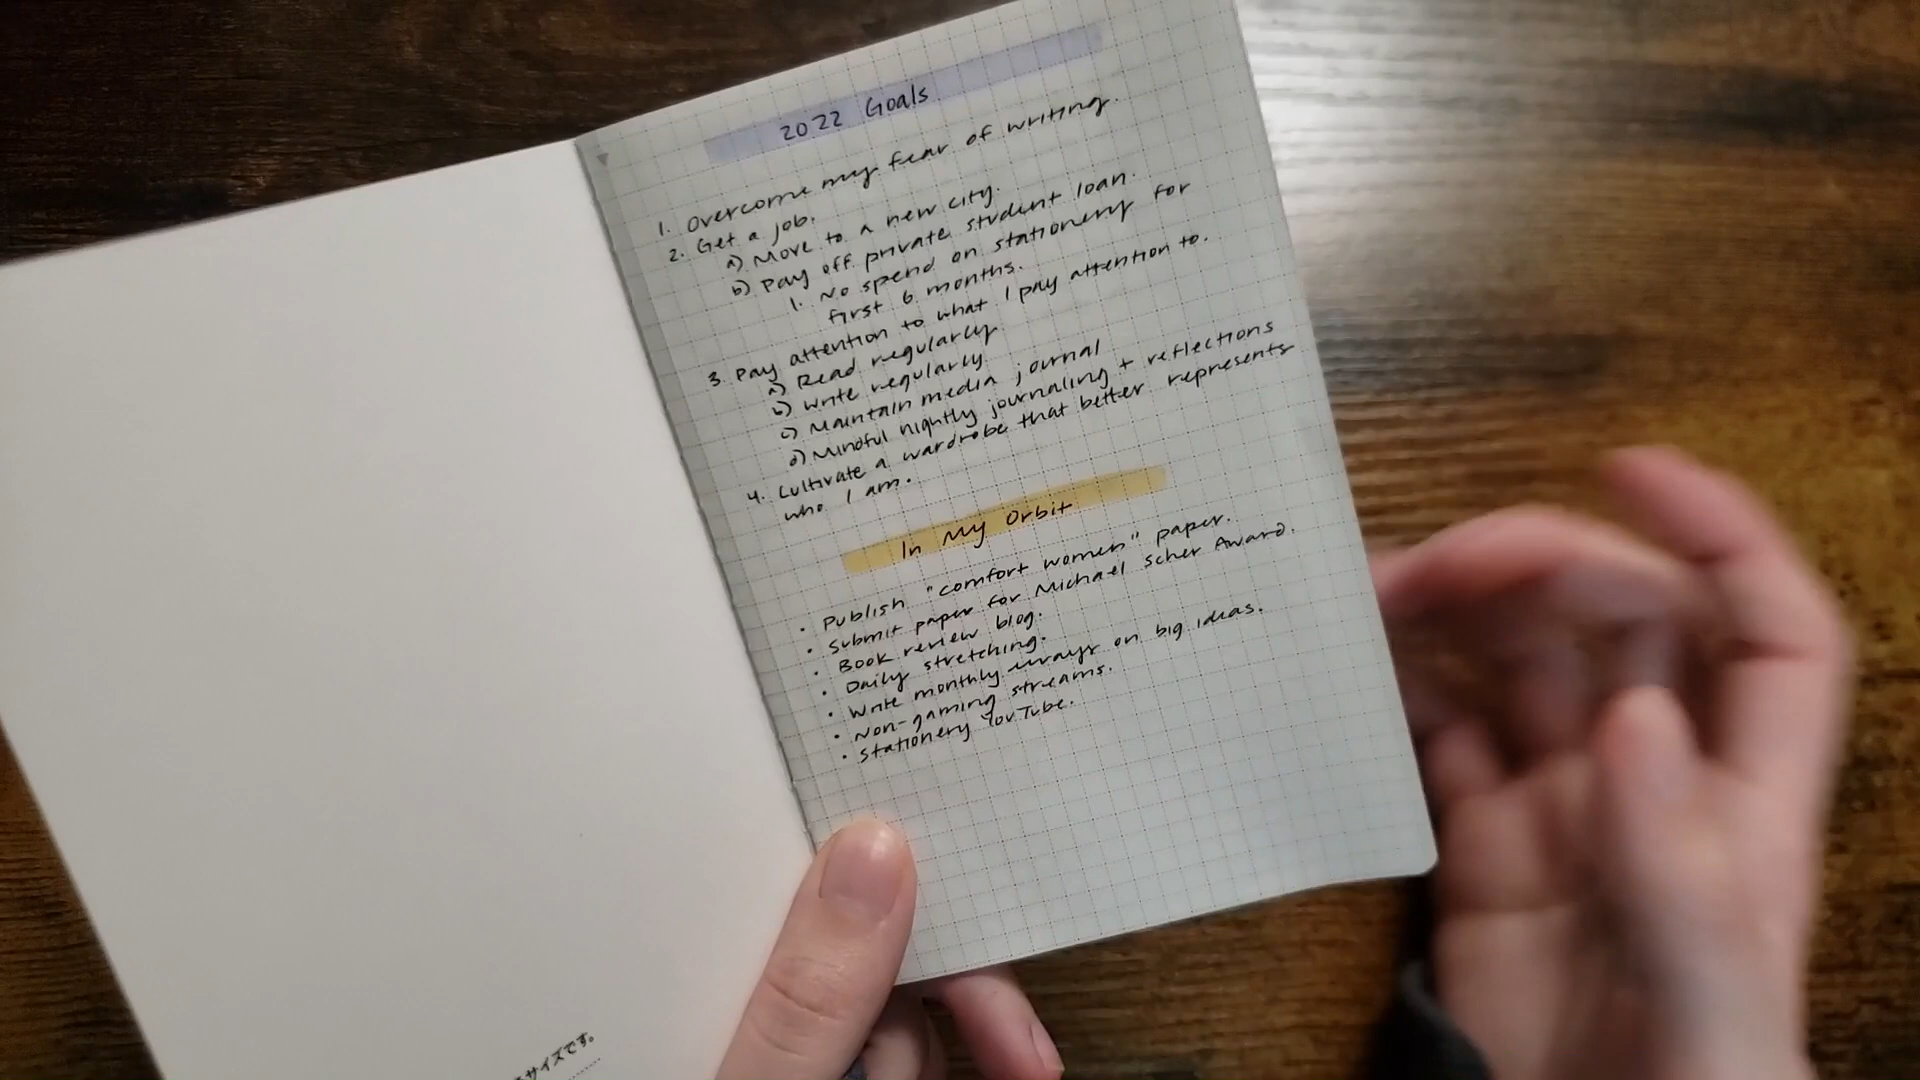 2022 Goals
1. Overcome my fear of writing.
2. Get a job.
a) Move to a new city.
b) Pay off private student loan.
1. No spend on stationery for
first 6 months.
3. Pay attention to what I pay attention to.
a) Read regularly
b) Write regularly
c) Maintain media journal
d) Mindful nightly journaling + reflections
4. Cultivate a wardrobe that better represents
who I am.
In My Orbit
• Publish "comfort women" paper.
• Submit paper for Michael Scher Award.
• Book review blog.
• Daily stretching.
• Write monthly essays on big ideas.
• Non-gaming streams.
• Stationery YouTube.
サイズです。